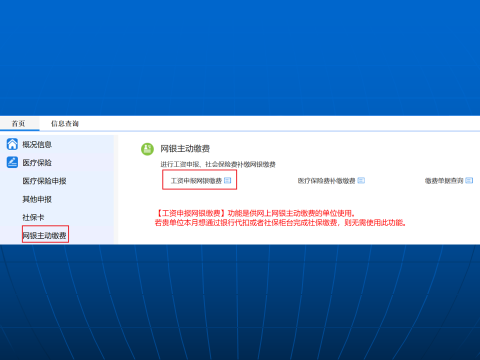 首页 信息查询
概况信息
医疗保险
医疗保险申报
其他申报
社保卡
网银主动缴费
网银主动缴费
进行工资申报、社会保险费补缴网银缴费
工资申报网银缴费 医疗保险费补缴缴费 缴费单据查询
【工资申报网银缴费】功能是供网上网银主动缴费的单位使用。
若贵单位本月想通过银行代扣或者社保柜台完成社保缴费，则无需使用此功能。